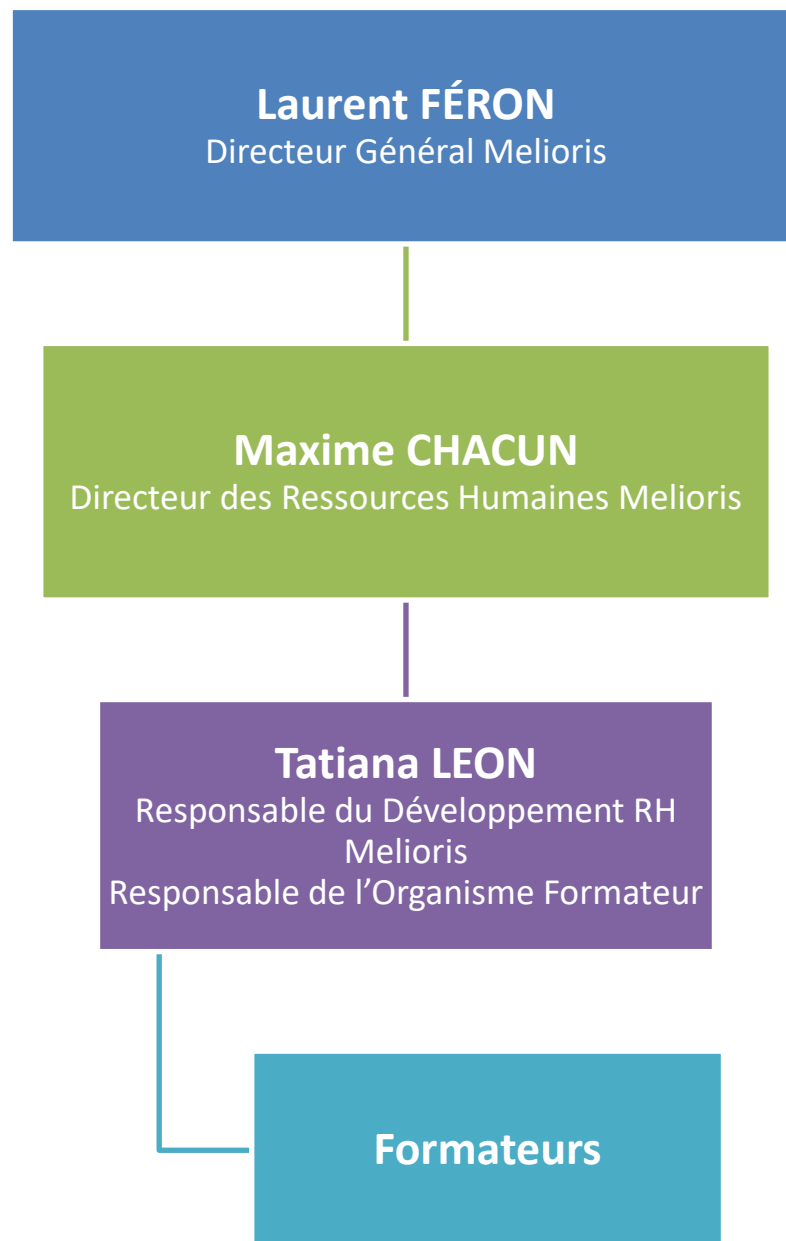 Laurent FÉRON
Directeur Général Melioris
Maxime CHACUN
Directeur des Ressources Humaines Melioris
Tatiana LEON
Responsable du Développement RH
Melioris
Responsable de l’Organisme Formateur
Formateurs